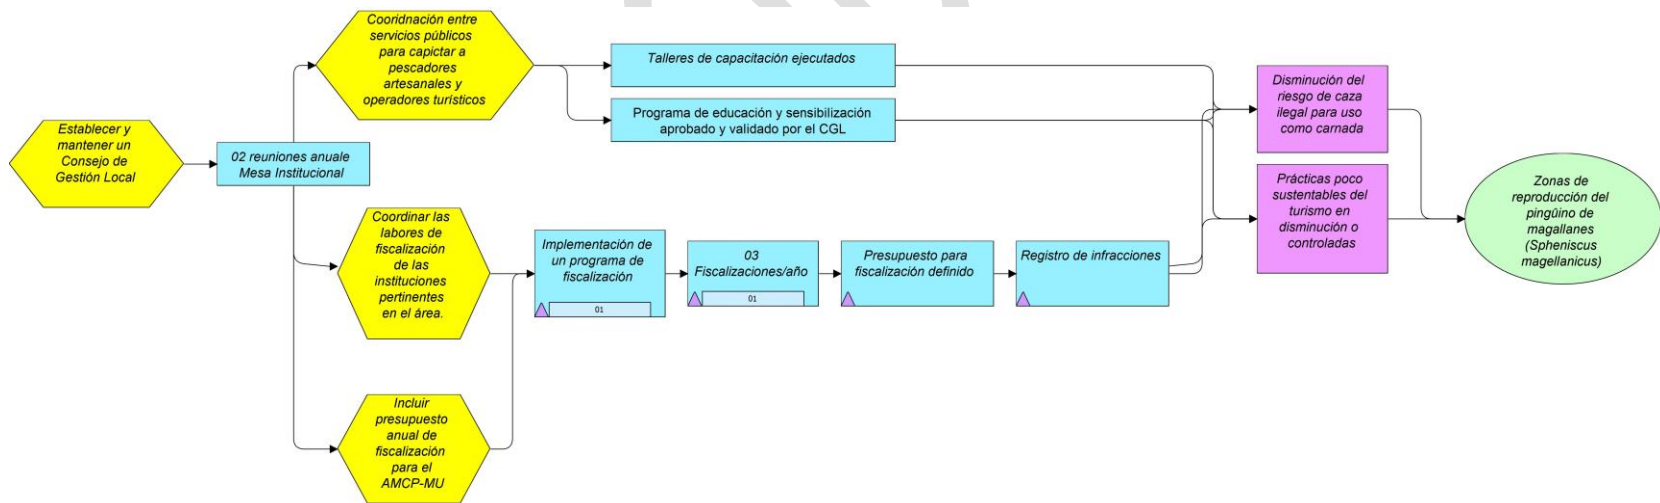 Establecer y
mantener un
Consejo de
Gestión Local
02 reuniones anuale
Mesa Institucional
Cooridnación entre
servicios públicos
para capictar a
pescadores
artesanales y
operadores turísticos
Talleres de capacitación ejecutados
Programa de educación y sensibilización
aprobado y validado por el CGL
Coordinar las
labores de
fiscalización
de las
instituciones
pertinentes
en el área.
Implementación de
un programa de
fiscalización
01
03
Fiscalizaciones/año
01
Presupuesto para
fiscalización definido
Registro de infracciones
Incluir
presupuesto
anual de
fiscalización
para el
AMCP-MU
Disminución del
riesgo de caza
ilegal para uso
como carnada
Prácticas poco
sustentables del
turismo en
disminución o
controladas
Zonas de
reproducción del
pingüino de
magallanes
(Spheniscus
magellanicus)